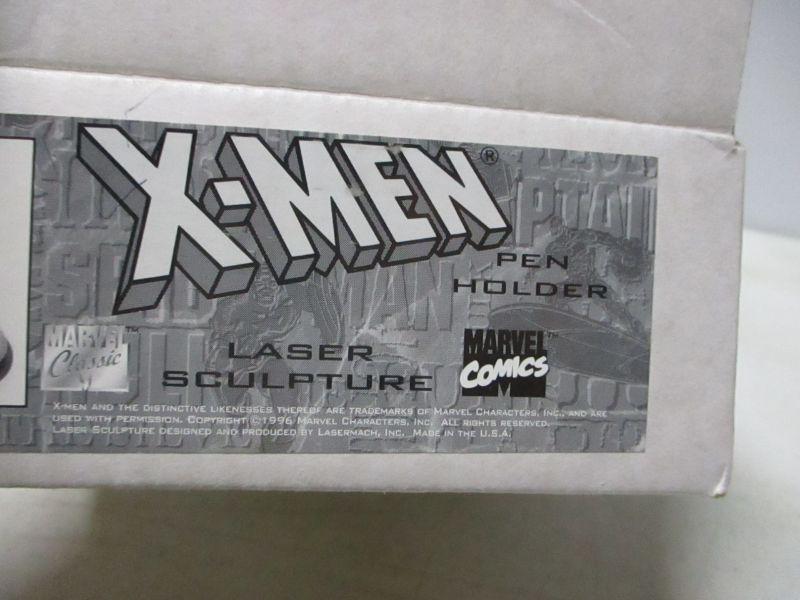 X-MEN®
PEN
HOLDER
MARVEL™
Classic
LASER
SCULPTURE
MARVEL™
COMICS
X-MEN AND THE DISTINCTIVE LIKENESSES THEREOF ARE TRADEMARKS OF MARVEL CHARACTERS, INC., AND ARE
USED WITH PERMISSION. COPYRIGHT ©1996 MARVEL CHARACTERS, INC. ALL RIGHTS RESERVED.
LASER SCULPTURE DESIGNED AND PRODUCED BY LASERMACH, INC. MADE IN THE U.S.A.